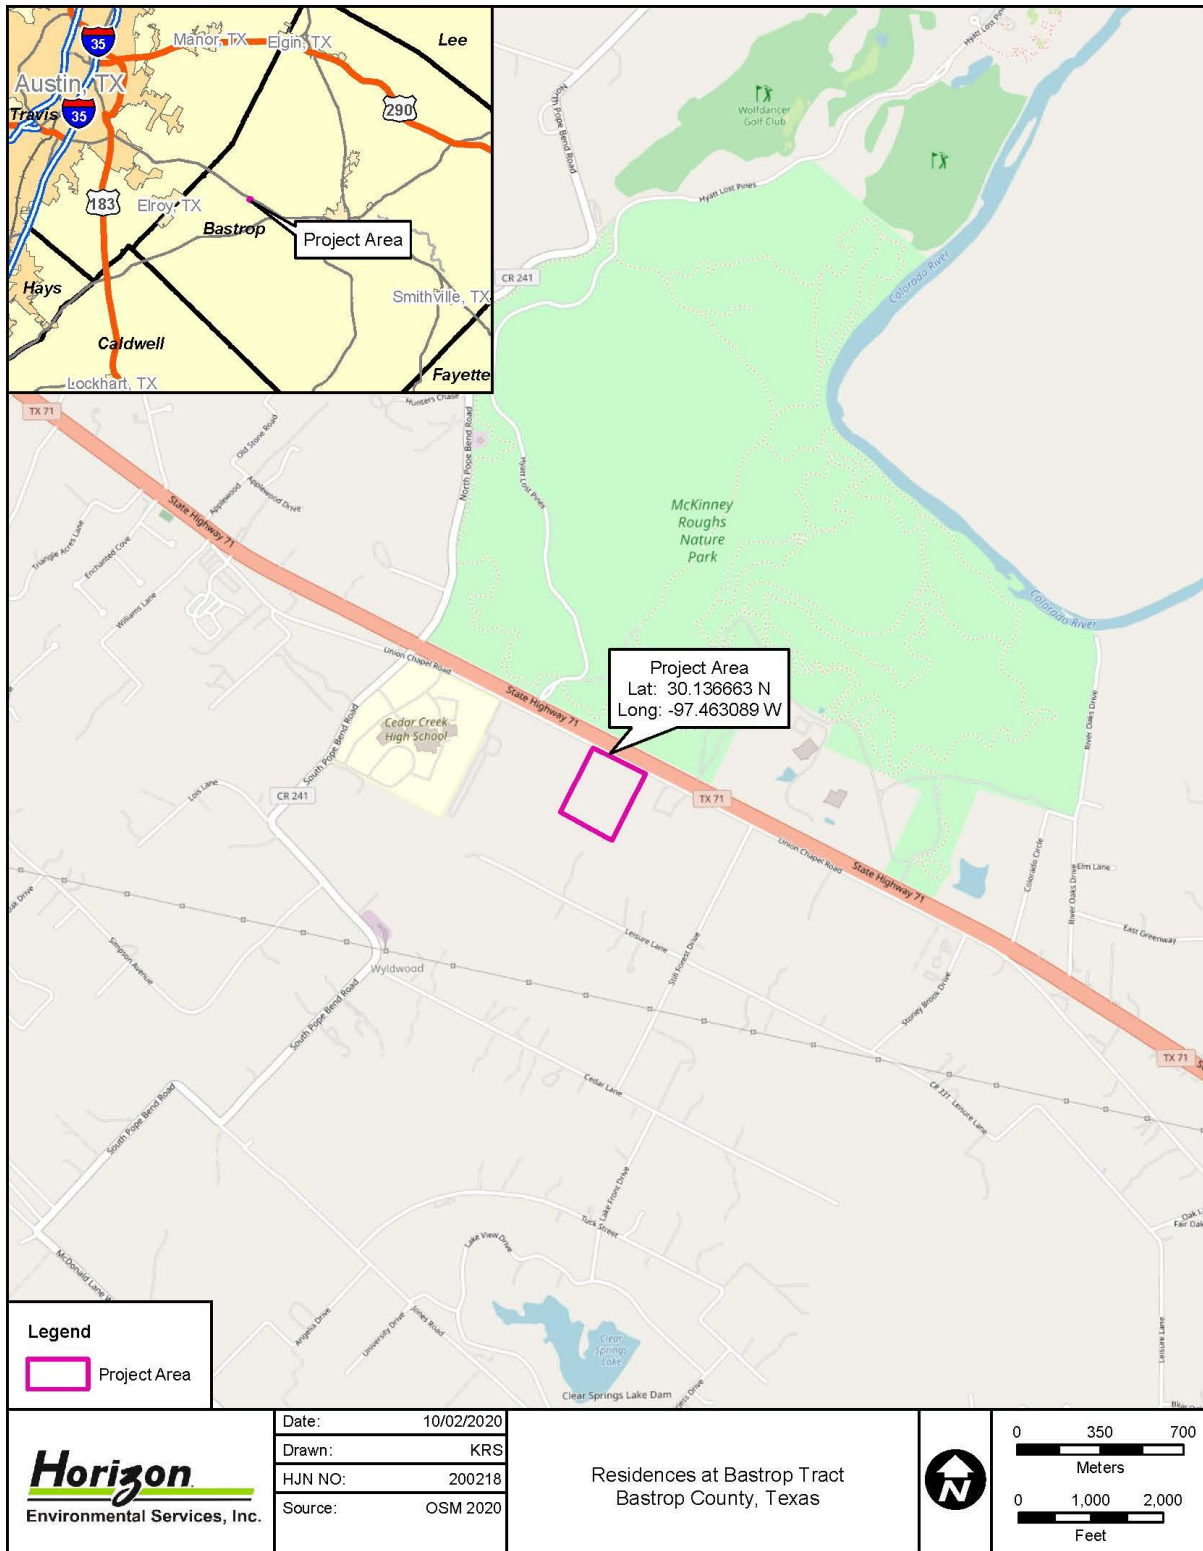 35
Manor, TX
Elgin, TX
Lee
Austin, TX
Travis
35
290
183
Elroy, TX
Bastrop
Project Area
Hays
Smithville, TX
Caldwell
Lockhart, TX
Fayette
Hyatt Lost Pines
North Pope Bend Road
Wolfdancer
Golf Club
Hyatt Lost Pines
CR 241
Colorado River
Hunters Chase
TX 71
Old Stone Road
Applewood
Applewood Drive
State Highway 71
North Pope Bend Road
Hyatt Lost Pines
McKinney
Roughs
Nature
Park
Triangle Acres Lane
Enchanted Cove
Williams Lane
Colorado River
Union Chapel Road
Project Area
Lat: 30.136663 N
Long: -97.463089 W
State Highway 71
Cedar Creek
High School
South Pope Bend Road
River Oaks Drive
Lois Lane
CR 241
TX 71
Union Chapel Road
State Highway 71
Colorado Circle
Elm Lane
River Oaks Drive
East Greenway
Oak Drive
Simpson Avenue
Leisure Lane
Still Forest Drive
Wyldwood
Stoney Brook Drive
South Pope Bend Road
TX 71
Cedar Lane
CR 331 Leisure Lane
South Pope Bend Road
Lake Front Drive
Tuck Street
Lake View Drive
Oak L
Fair Oak
McDonald Lane W
Angelia Drive
University Drive
Jones Road
Clear
Springs
Lake
Leisure Lane
Clear Springs Lake Dam
Legend
Project Area
Horizon
Environmental Services, Inc.
Date: 10/02/2020
Drawn: KRS
HJN NO: 200218
Source: OSM 2020
Residences at Bastrop Tract
Bastrop County, Texas
N
0 350 700
Meters
0 1,000 2,000
Feet